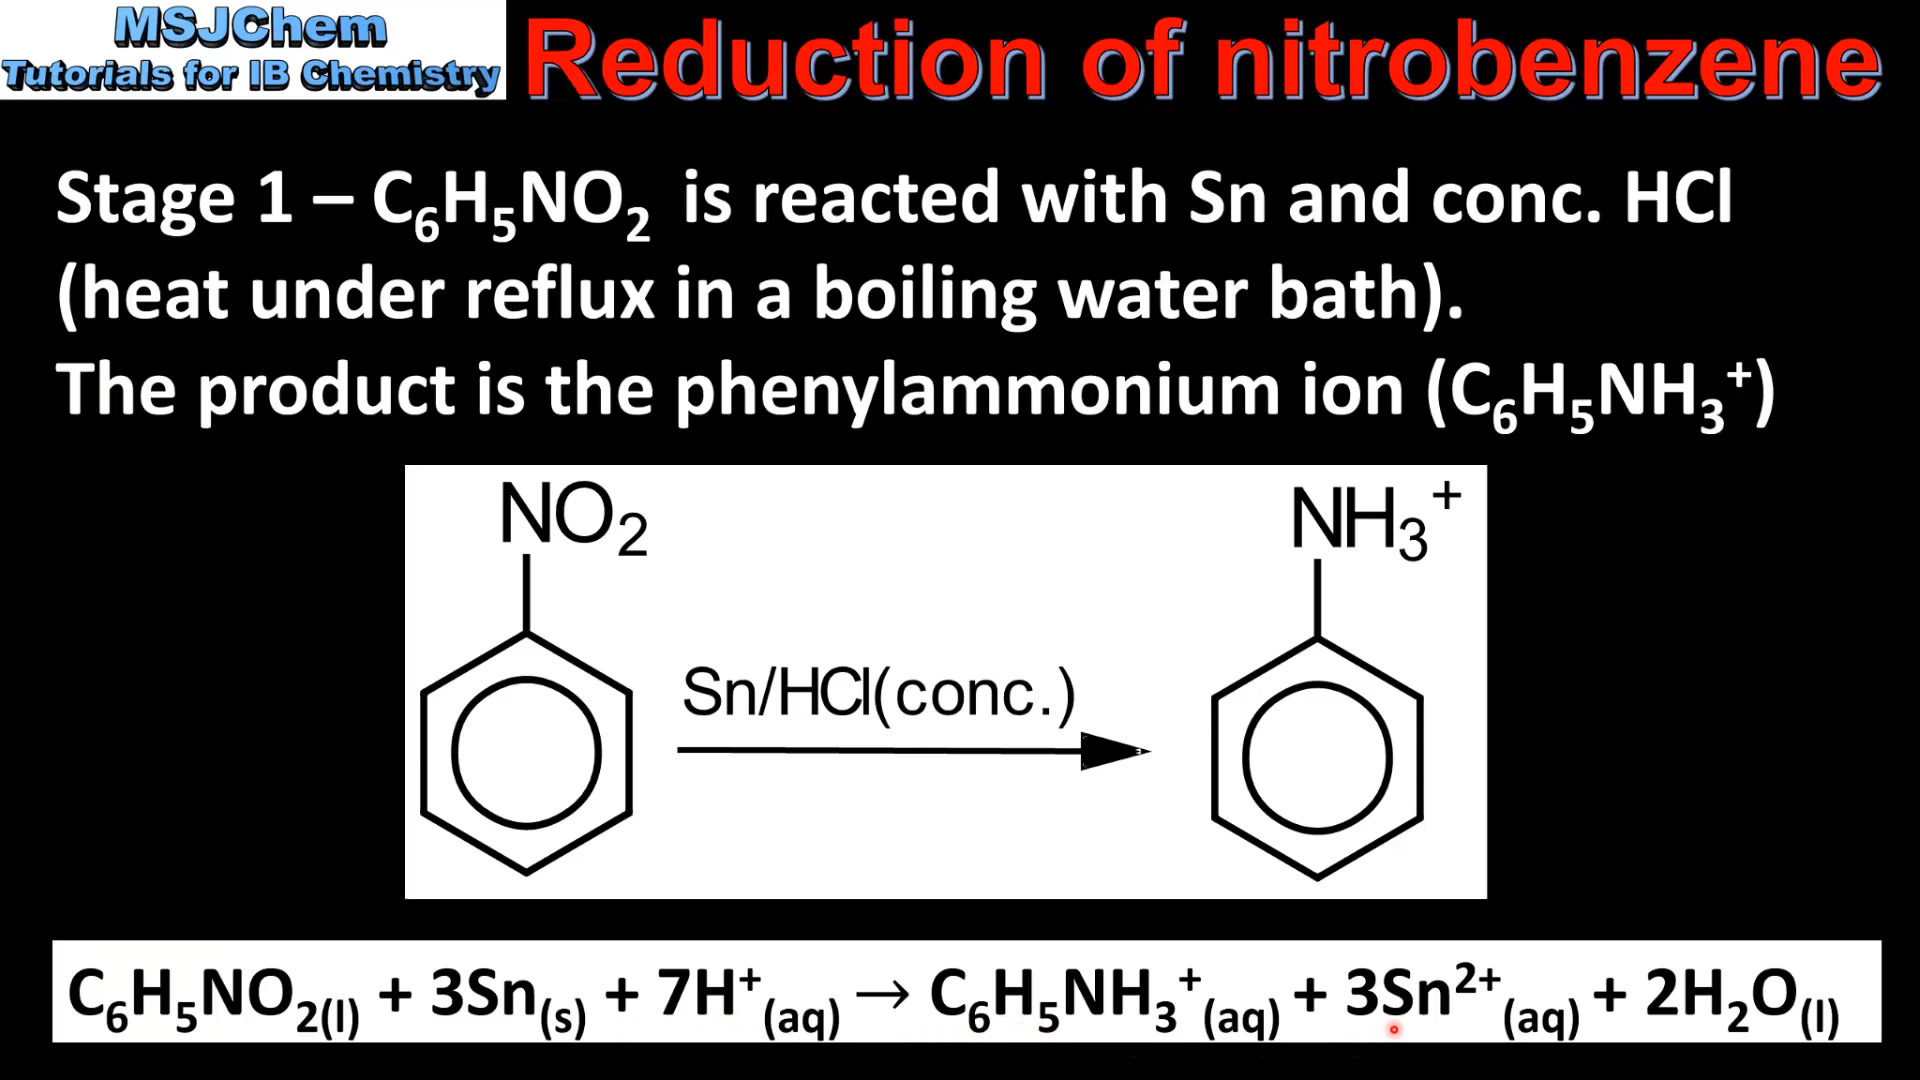 MSJChem
Tutorials for IB Chemistry
Reduction of nitrobenzene
Stage 1 – C₆H₅NO₂ is reacted with Sn and conc. HCl
(heat under reflux in a boiling water bath).
The product is the phenylammonium ion (C₆H₅NH₃⁺)
NO₂
NH₃⁺
Sn/HCl(conc.)
C₆H₅NO₂₍ₗ₎ + 3Sn₍ₛ₎ + 7H⁺(aq) → C₆H₅NH₃⁺(aq) + 3Sn²⁺(aq) + 2H₂O₍ₗ₎